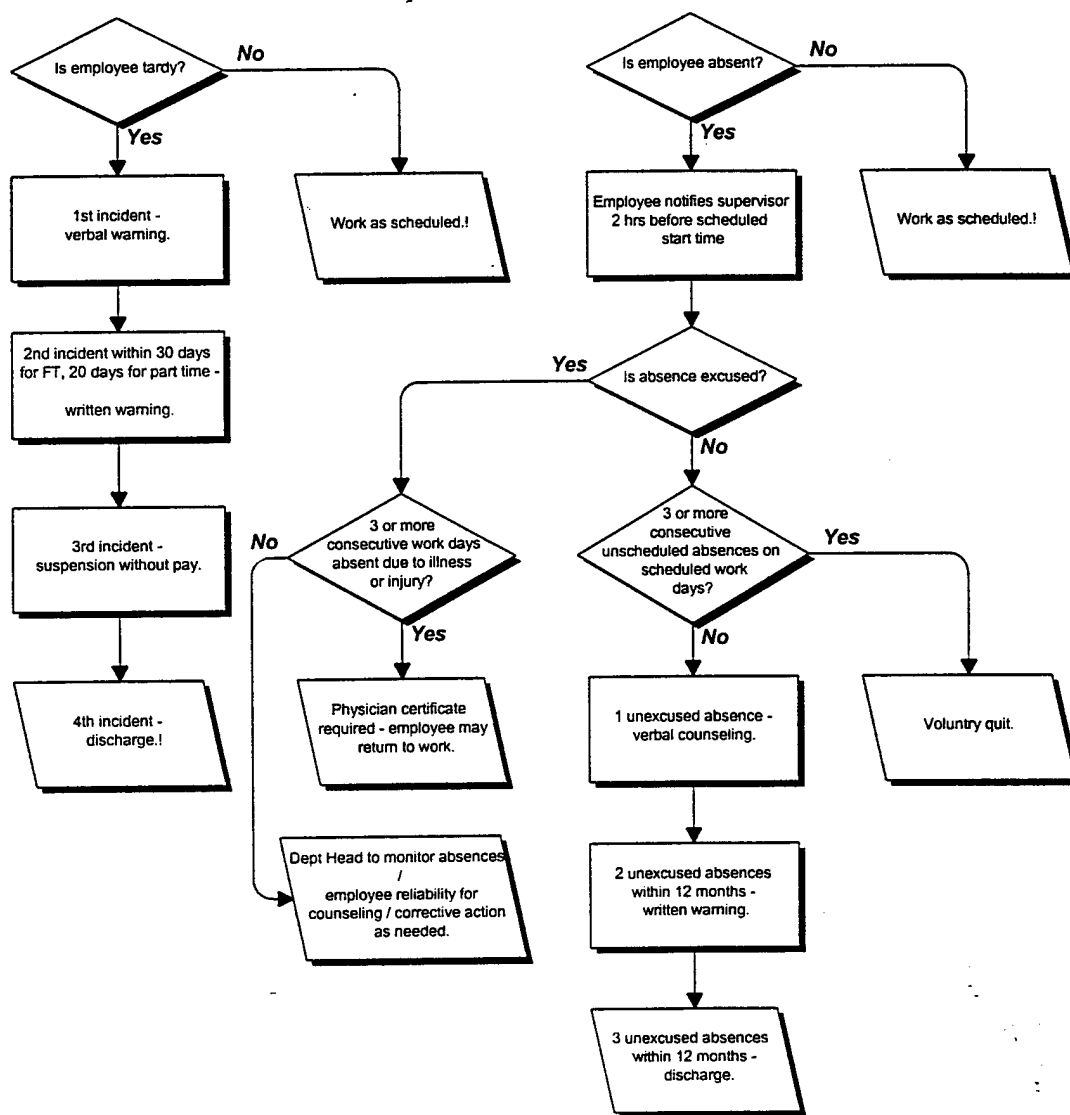 Is employee tardy?
No
Yes
1st incident -
verbal warning.
Work as scheduled.!
2nd incident within 30 days
for FT, 20 days for part time -
written warning.
3rd incident -
suspension without pay.
4th incident -
discharge.!
Is employee absent?
No
Yes
Employee notifies supervisor
2 hrs before scheduled
start time
Work as scheduled.!
Is absence excused?
Yes
No
3 or more
consecutive work days
absent due to illness
or injury?
No
Yes
Physician certificate
required - employee may
return to work.
Dept Head to monitor absences
/
employee reliability for
counseling / corrective action
as needed.
3 or more
consecutive
unscheduled absences on
scheduled work
days?
Yes
No
1 unexcused absence -
verbal counseling.
Voluntry quit.
2 unexcused absences
within 12 months -
written warning.
3 unexcused absences
within 12 months -
discharge.